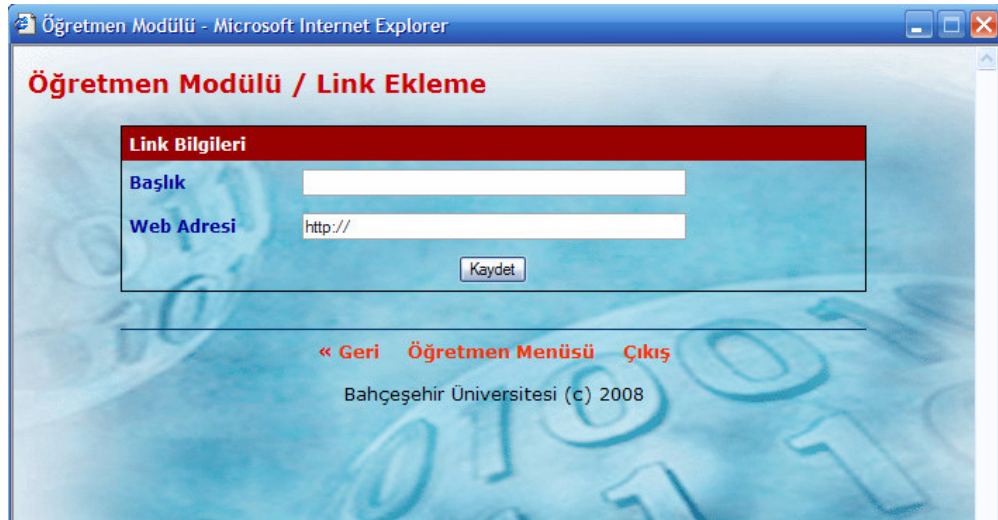 Öğretmen Modülü - Microsoft Internet Explorer
Öğretmen Modülü / Link Ekleme
Link Bilgileri
Başlık
Web Adresi http://
Kaydet
« Geri Öğretmen Menüsü Çıkış
Bahçeşehir Üniversitesi (c) 2008